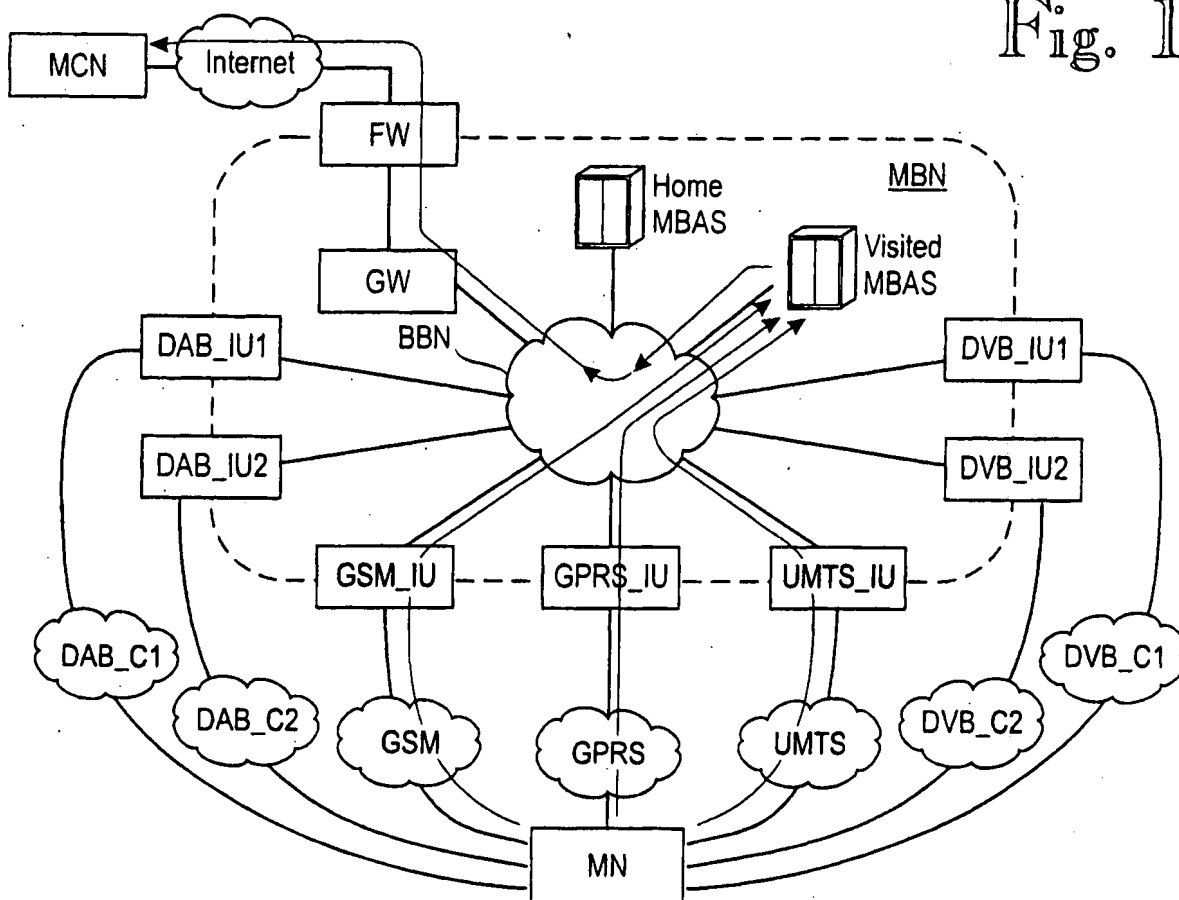 Fig. 1
MCN
Internet
FW
MBN
Home
MBAS
Visited
MBAS
GW
BBN
DAB_IU1
DVB_IU1
DAB_IU2
DVB_IU2
GSM_IU
GPRS_IU
UMTS_IU
DAB_C1
DVB_C1
DAB_C2
DVB_C2
GSM
GPRS
UMTS
MN